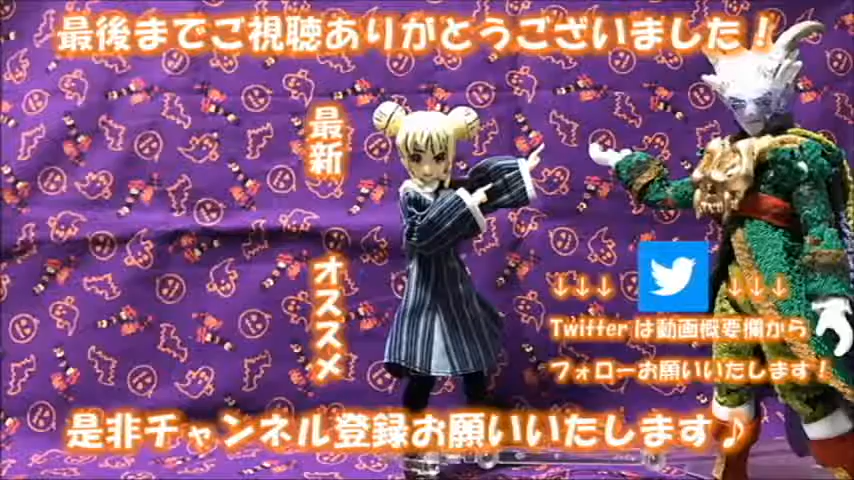 最後までご視聴ありがとうございました！
最新
オススメ
↓↓↓ ↓↓↓
Twitterは動画概要欄から
フォローお願いいたします！
是非チャンネル登録お願いいたします♪